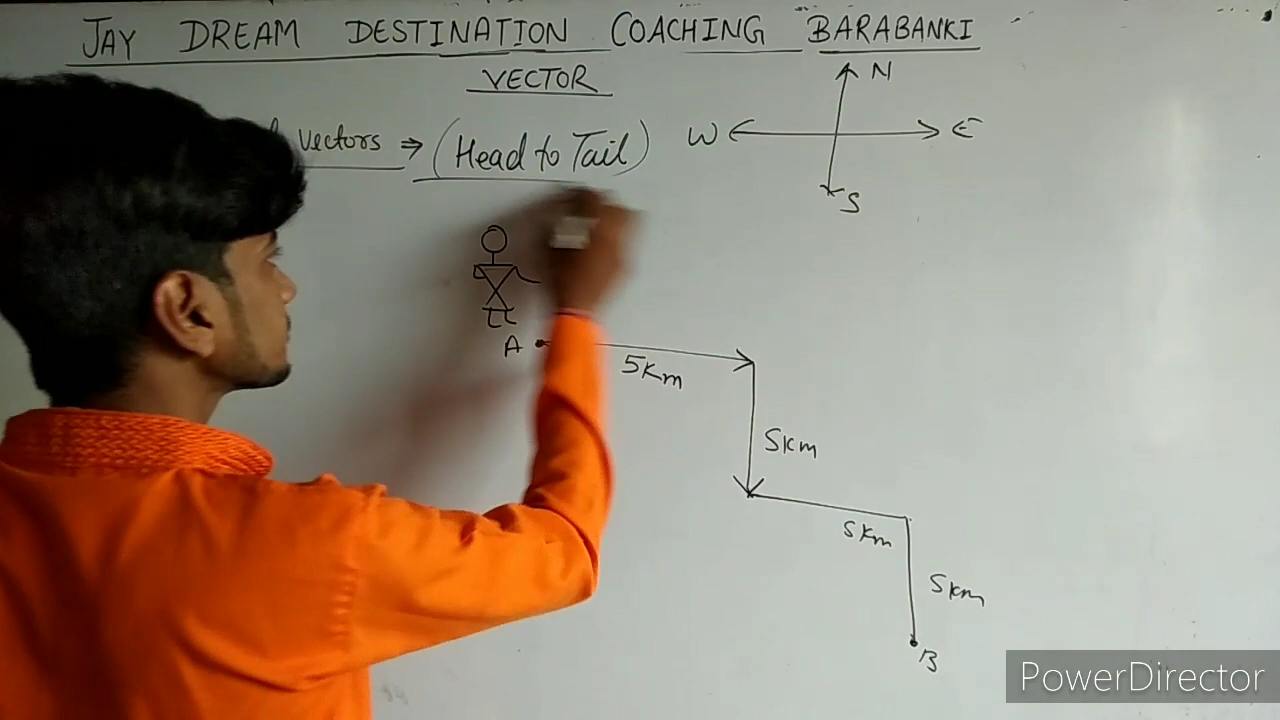 JAY DREAM DESTINATION COACHING BARABANKI
VECTOR
N
vectors ⇒ (Head to Tail)
W
E
S
A
5Km
5Km
5Km
5Km
B
PowerDirector